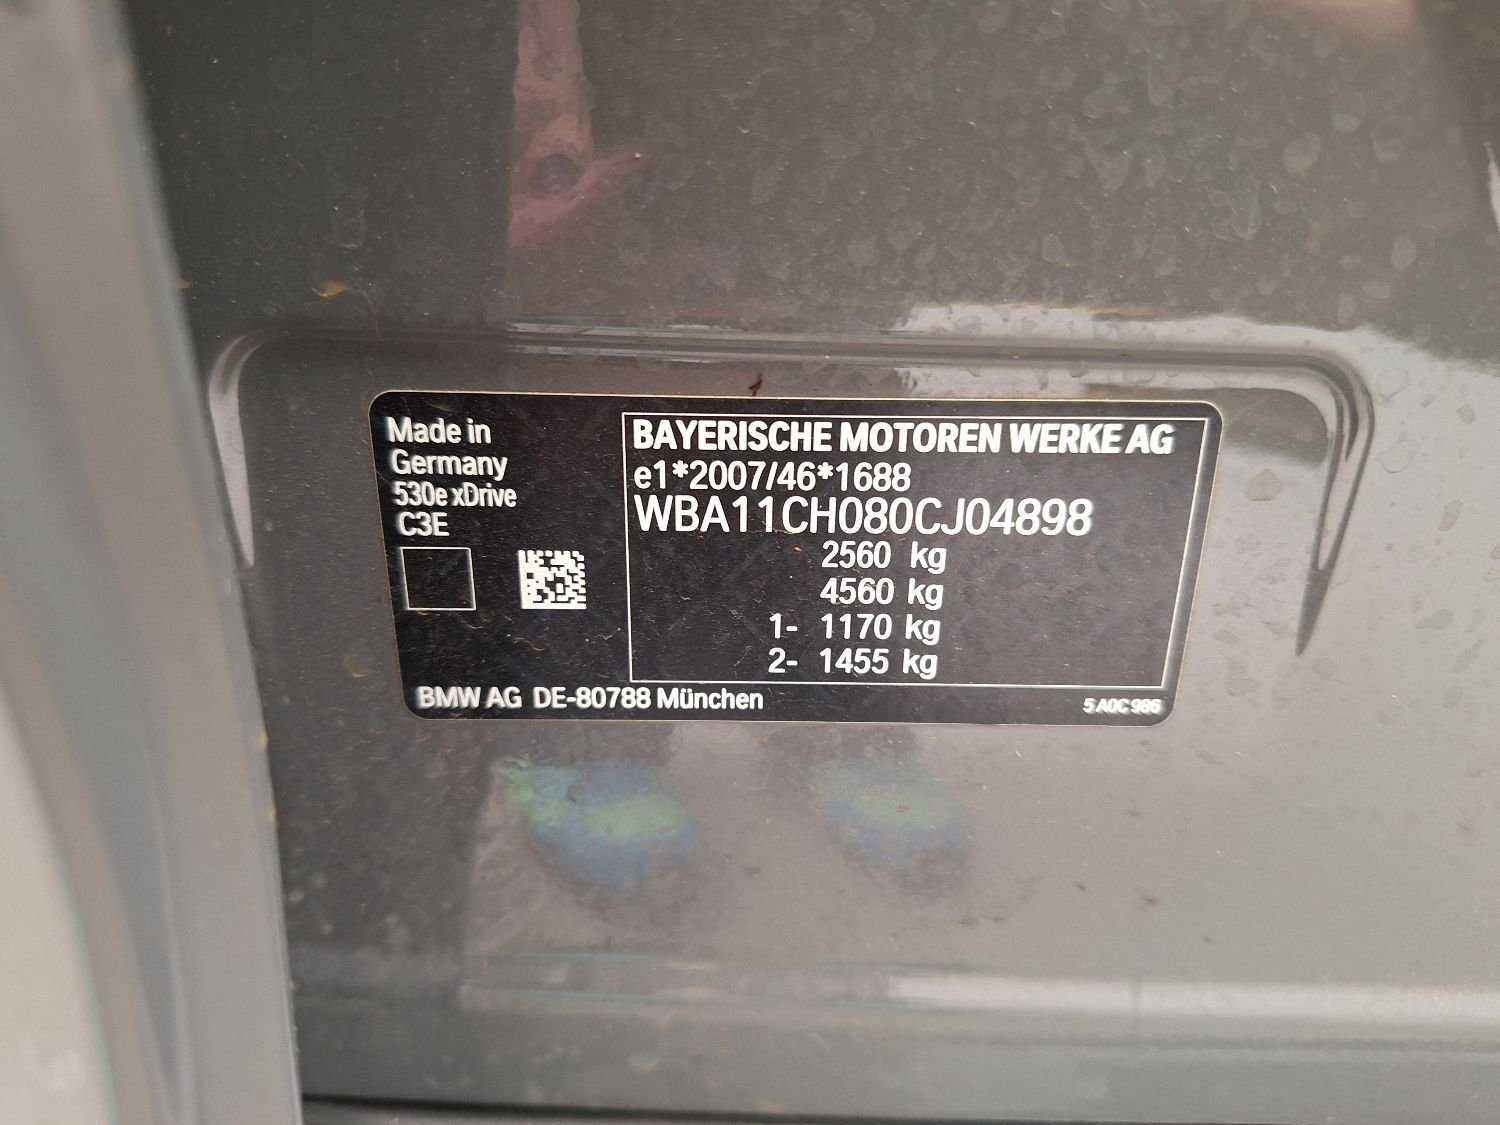 Made in
Germany
530e xDrive
C3E
BAYERISCHE MOTOREN WERKE AG
e1*2007/46*1688
WBA11CH080CJ04898
2560 kg
4560 kg
1- 1170 kg
2- 1455 kg
BMW AG DE-80788 München
5 A0C 986